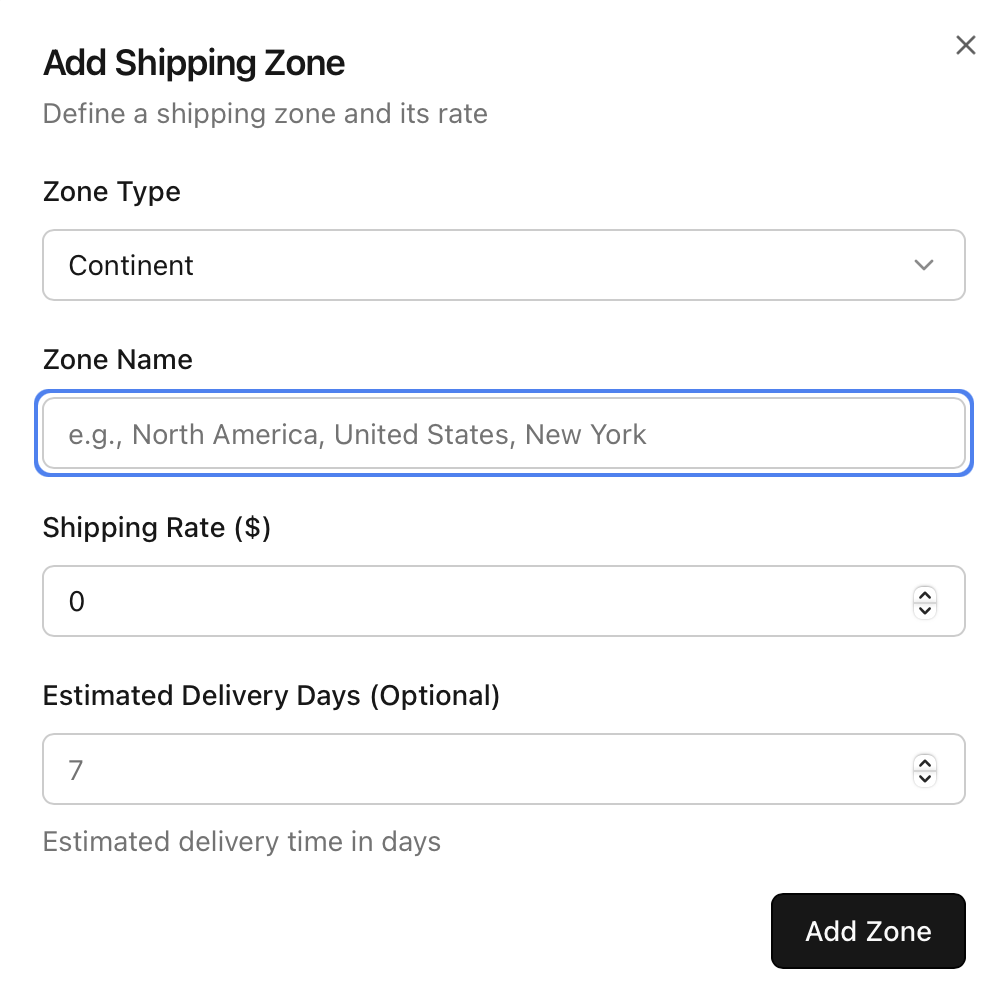 Add Shipping Zone
Define a shipping zone and its rate
Zone Type
Continent
Zone Name
e.g., North America, United States, New York
Shipping Rate ($)
0
Estimated Delivery Days (Optional)
7
Estimated delivery time in days
Add Zone